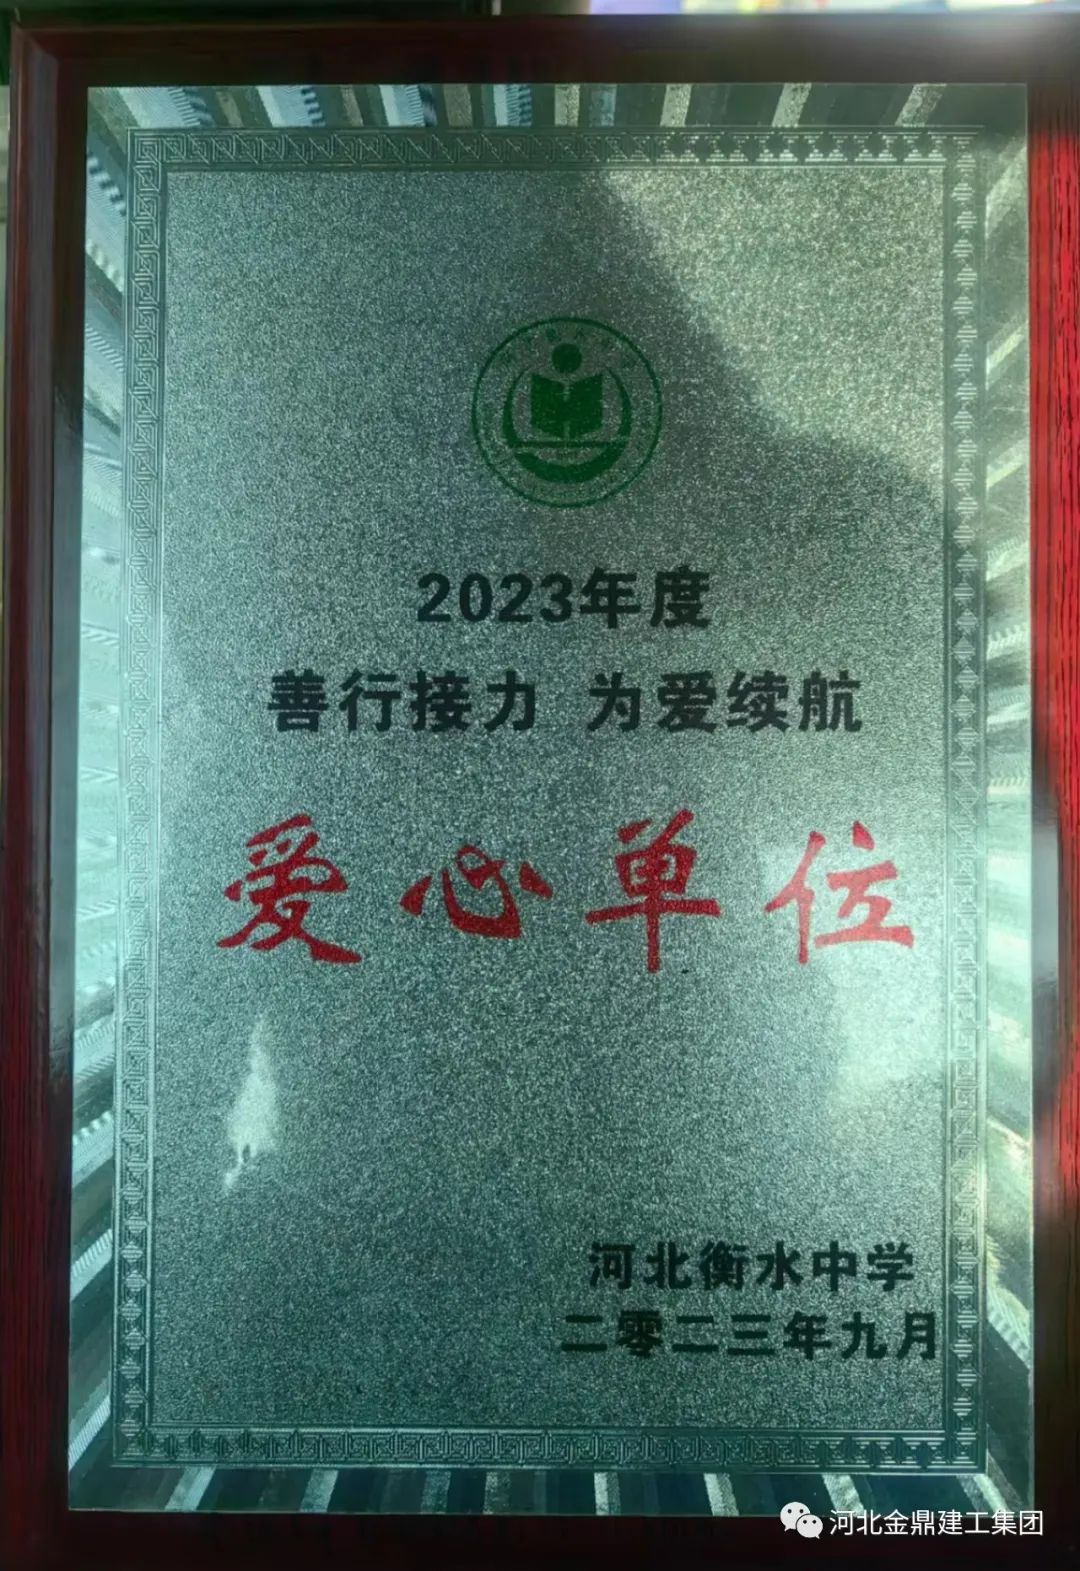 2023年度
善行接力 为爱续航
爱心单位
河北衡水中学
二零二三年九月
河北金鼎建工集团